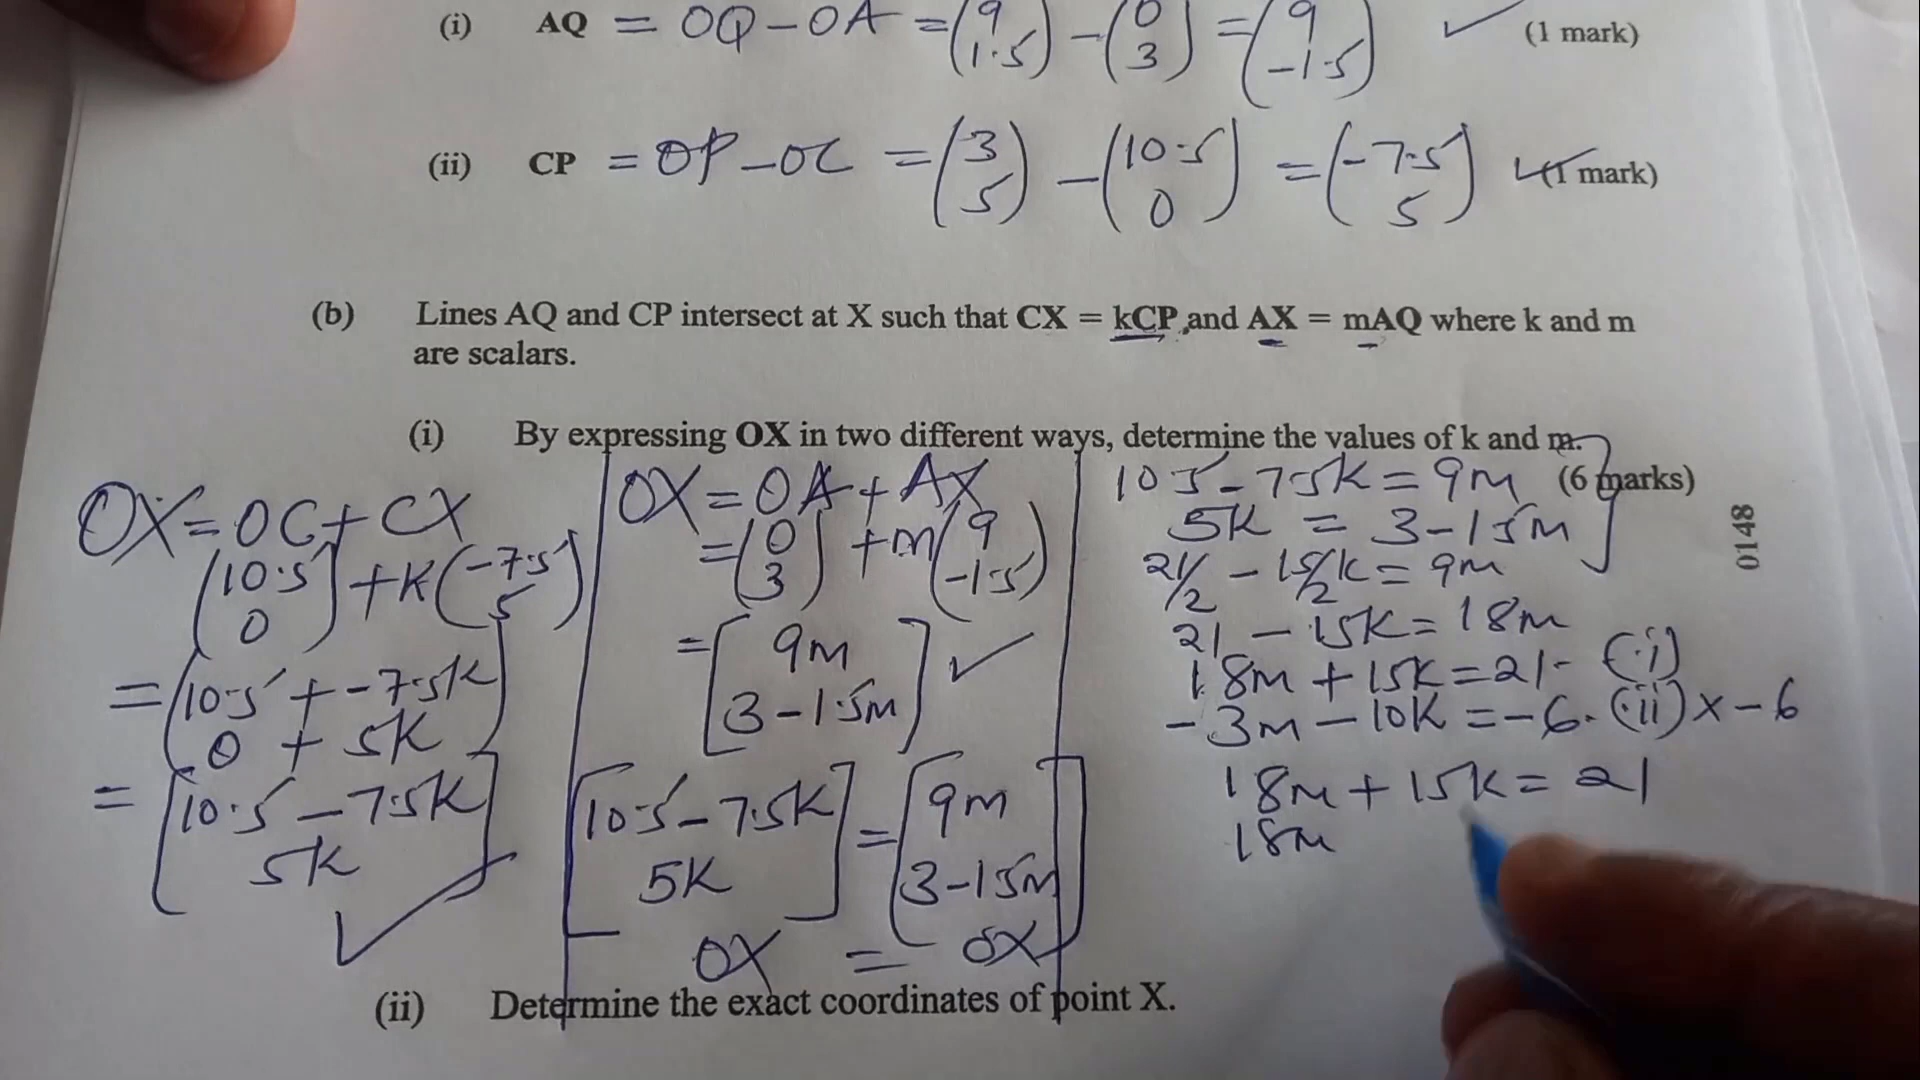 (i) AQ = OQ - OA = (9 1.5) - (0 3) = (9 -1.5) ✓ (1 mark)
(ii) CP = OP - OC = (3 5) - (10.5 0) = (-7.5 5) ✓ (1 mark)
(b) Lines AQ and CP intersect at X such that CX = kCP and AX = mAQ where k and m
are scalars.
(i) By expressing OX in two different ways, determine the values of k and m.
(6 marks)
OX = OC + CX
(10.5 0) + K(-7.5 5)
= (10.5 + -7.5K 0 + 5K)
= [10.5 - 7.5K 5K] ✓
OX = OA + AX
= (0 3) + m(9 -1.5)
= [9m 3 - 1.5m] ✓
[10.5 - 7.5K 5K] = [9m 3 - 1.5m]
OX = OX
10.5 - 7.5K = 9m
5K = 3 - 1.5m
21/2 - 15/2 K = 9m
21 - 15K = 18m
18m + 15K = 21 - (i)
-3m - 10K = -6 - (ii) x -6
18m + 15K = 21
18m
0148
(ii) Determine the exact coordinates of point X.